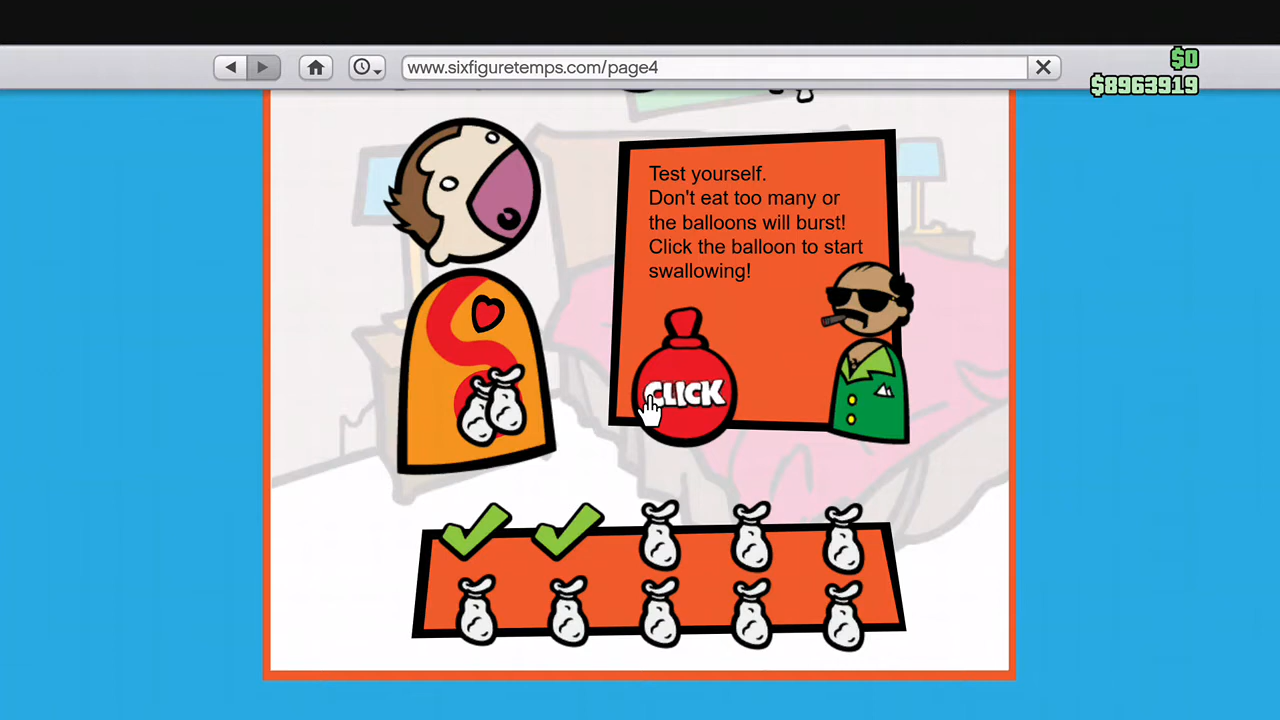 www.sixfiguretemps.com/page4
$0
$8963919
Test yourself.
Don't eat too many or
the balloons will burst!
Click the balloon to start
swallowing!
CLICK